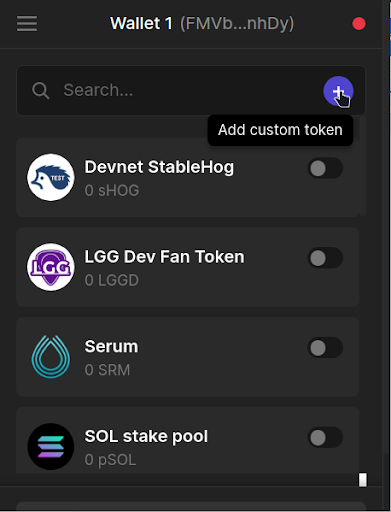 Wallet 1 (FMVb...nhDy)
Search...
Add custom token
Devnet StableHog
0 sHOG
TEST
LGG Dev Fan Token
0 LGGD
LGG
Serum
0 SRM
SOL stake pool
0 pSOL